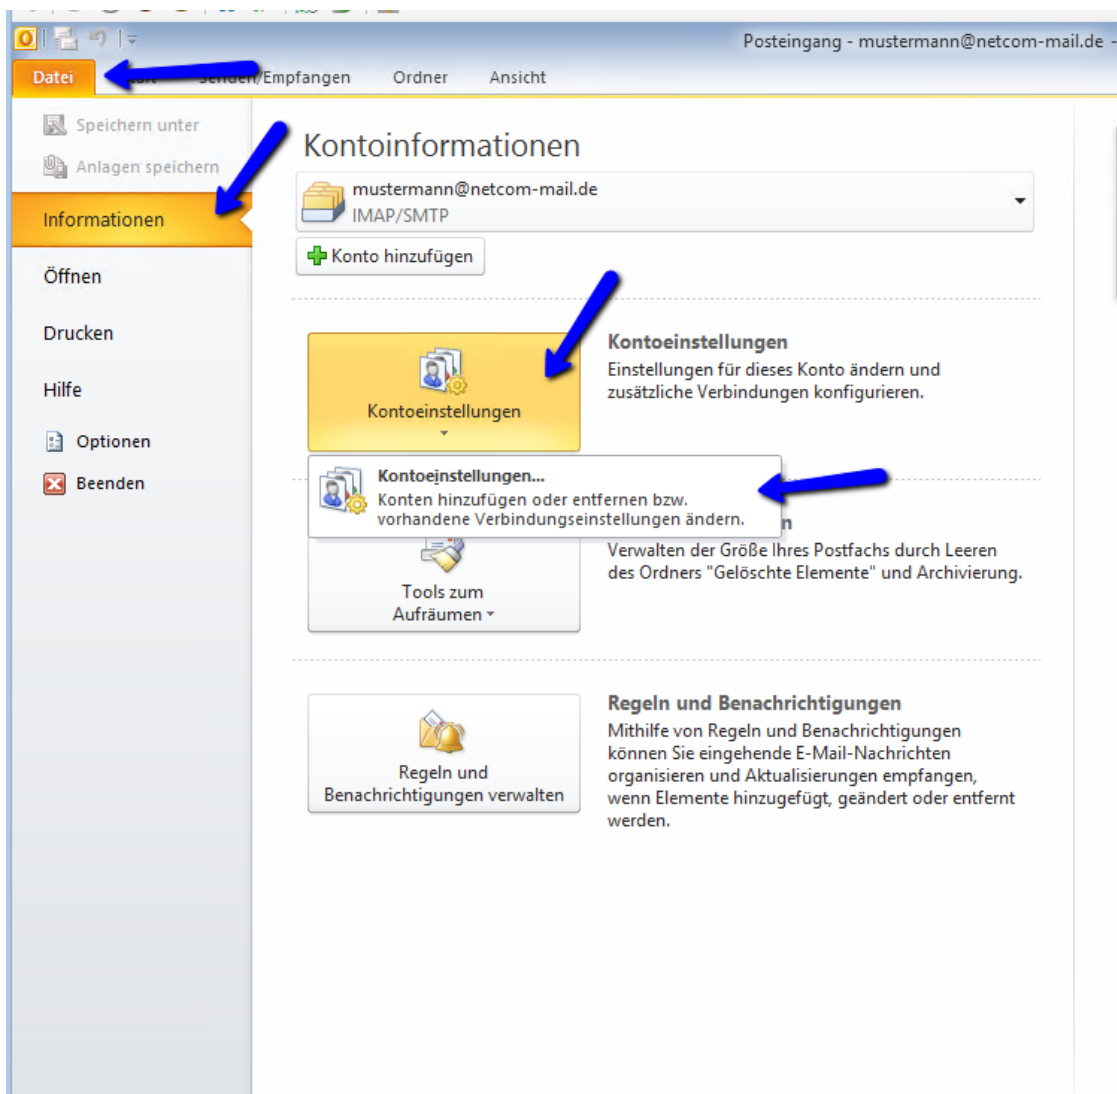 Posteingang - mustermann@netcom-mail.de -
Datei Senden/Empfangen Ordner Ansicht
Speichern unter
Anlagen speichern
Informationen
Öffnen
Drucken
Hilfe
Optionen
Beenden
Kontoinformationen
mustermann@netcom-mail.de
IMAP/SMTP
Konto hinzufügen
Kontoeinstellungen
Kontoeinstellungen
Einstellungen für dieses Konto ändern und
zusätzliche Verbindungen konfigurieren.
Kontoeinstellungen...
Konten hinzufügen oder entfernen bzw.
vorhandene Verbindungseinstellungen ändern.
n
Verwalten der Größe Ihres Postfachs durch Leeren
des Ordners "Gelöschte Elemente" und Archivierung.
Tools zum
Aufräumen
Regeln und
Benachrichtigungen verwalten
Regeln und Benachrichtigungen
Mithilfe von Regeln und Benachrichtigungen
können Sie eingehende E-Mail-Nachrichten
organisieren und Aktualisierungen empfangen,
wenn Elemente hinzugefügt, geändert oder entfernt
werden.